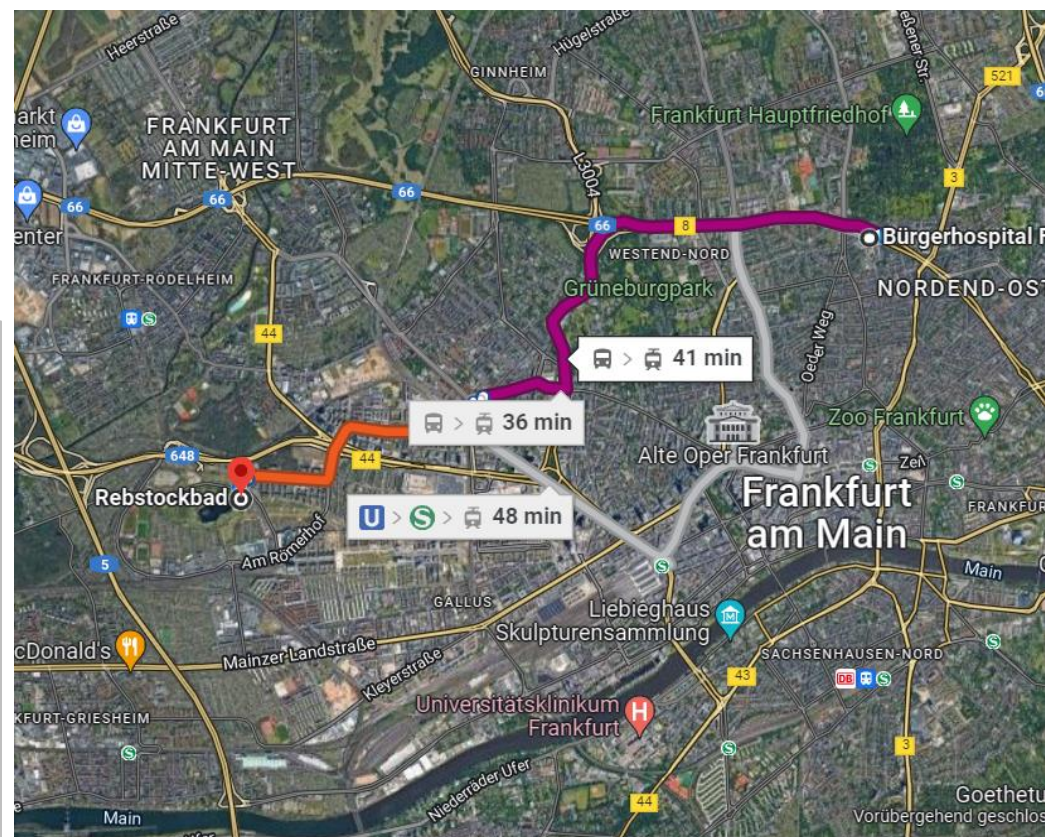 Heerstraße
Hügelstraße
GINNHEIM
521
Frankfurt Hauptfriedhof
FRANKFURT
AM MAIN
MITTE-WEST
L3004
3
66
66
66
66
8
Bürgerhospital F
enter
WESTEND-NORD
FRANKFURT-RÖDELHEIM
Grüneburgpark
NORDEND-OST
S
44
Oeder Weg
> 41 min
> 36 min
Zoo Frankfurt
Alte Oper Frankfurt
648
44
S
Zeil
S
Rebstockbad
U > S > 48 min
Frankfurt
am Main
FRANKFUR
Am Römerhof
5
S
Main
GALLUS
Liebieghaus
Skulpturensammlung
cDonald's
Mainzer Landstraße
SACHSENHAUSEN-NORD
S
Kleyerstraße
43
DB S
Universitätsklinikum
Frankfurt
H
KFURT-GRIESHEIM
S
S
3
Niederräder Ufer
44
Goethetu
Main
Vorübergehend geschlos